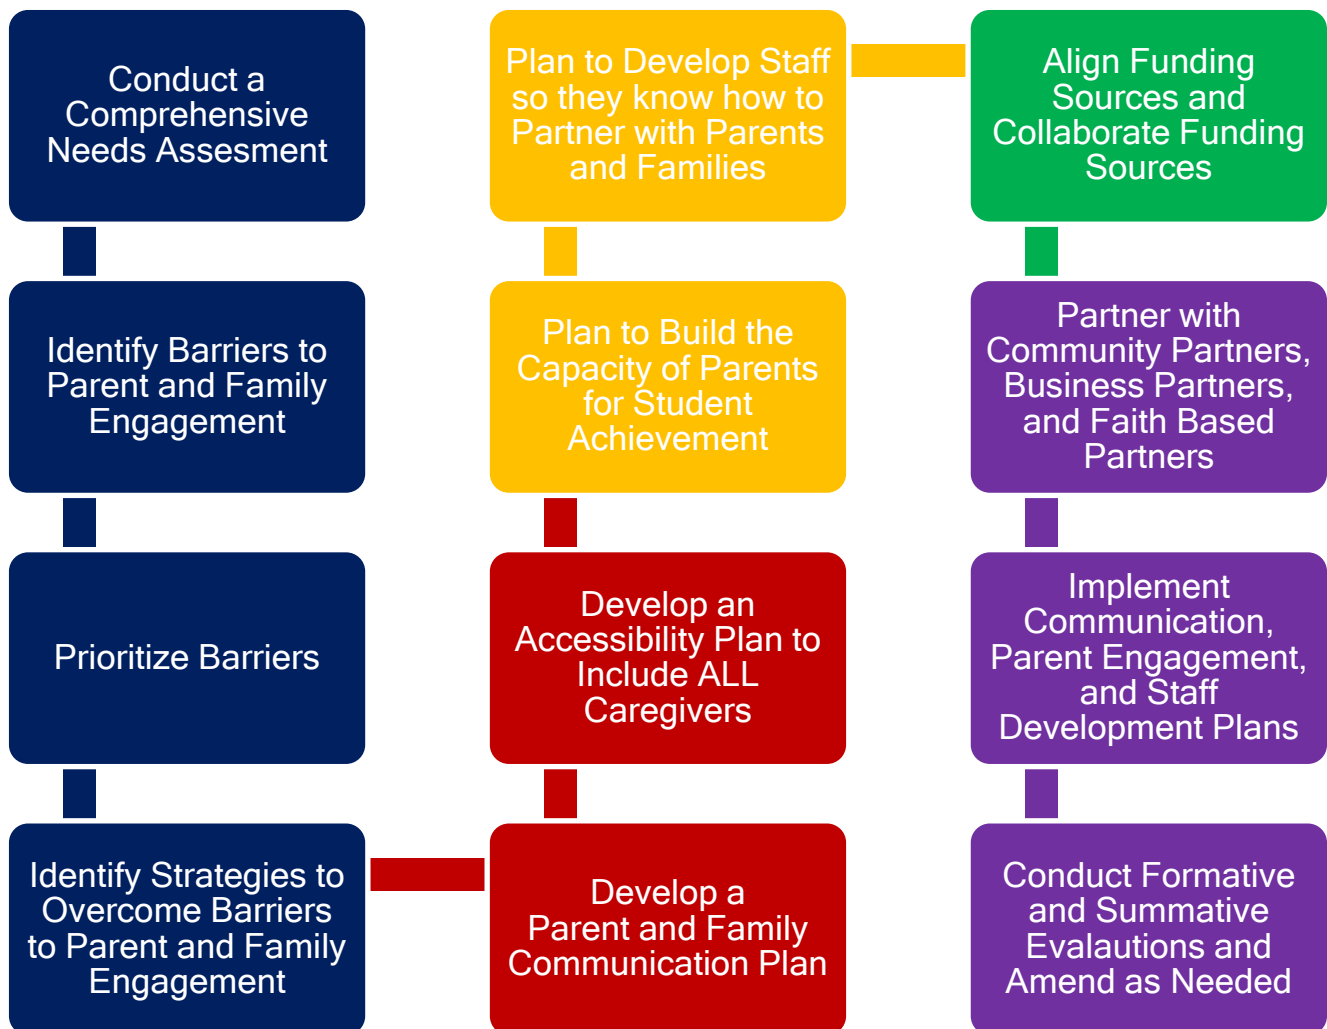 Conduct a
Comprehensive
Needs Assesment
Identify Barriers to
Parent and Family
Engagement
Prioritize Barriers
Identify Strategies to
Overcome Barriers
to Parent and Family
Engagement
Develop a
Parent and Family
Communication Plan
Develop an
Accessibility Plan to
Include ALL
Caregivers
Plan to Build the
Capacity of Parents
for Student
Achievement
Plan to Develop Staff
so they know how to
Partner with Parents
and Families
Align Funding
Sources and
Collaborate Funding
Sources
Partner with
Community Partners,
Business Partners,
and Faith Based
Partners
Implement
Communication,
Parent Engagement,
and Staff
Development Plans
Conduct Formative
and Summative
Evalautions and
Amend as Needed